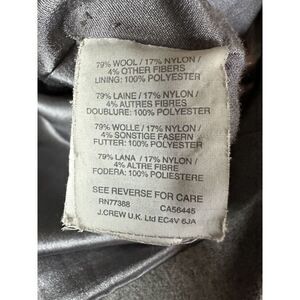 79% WOOL / 17% NYLON /
4% OTHER FIBERS
LINING: 100% POLYESTER
79% LAINE / 17% NYLON /
4% AUTRES FIBRES
DOUBLURE: 100% POLYESTER
79% WOLLE / 17% NYLON /
4% SONSTIGE FASERN
FUTTER: 100% POLYESTER
79% LANA / 17% NYLON /
4% ALTRE FIBRE
FODERA: 100% POLYESTER
SEE REVERSE FOR CARE
RN77388 CA56445
J.CREW U.K. Ltd EC4V 6JA